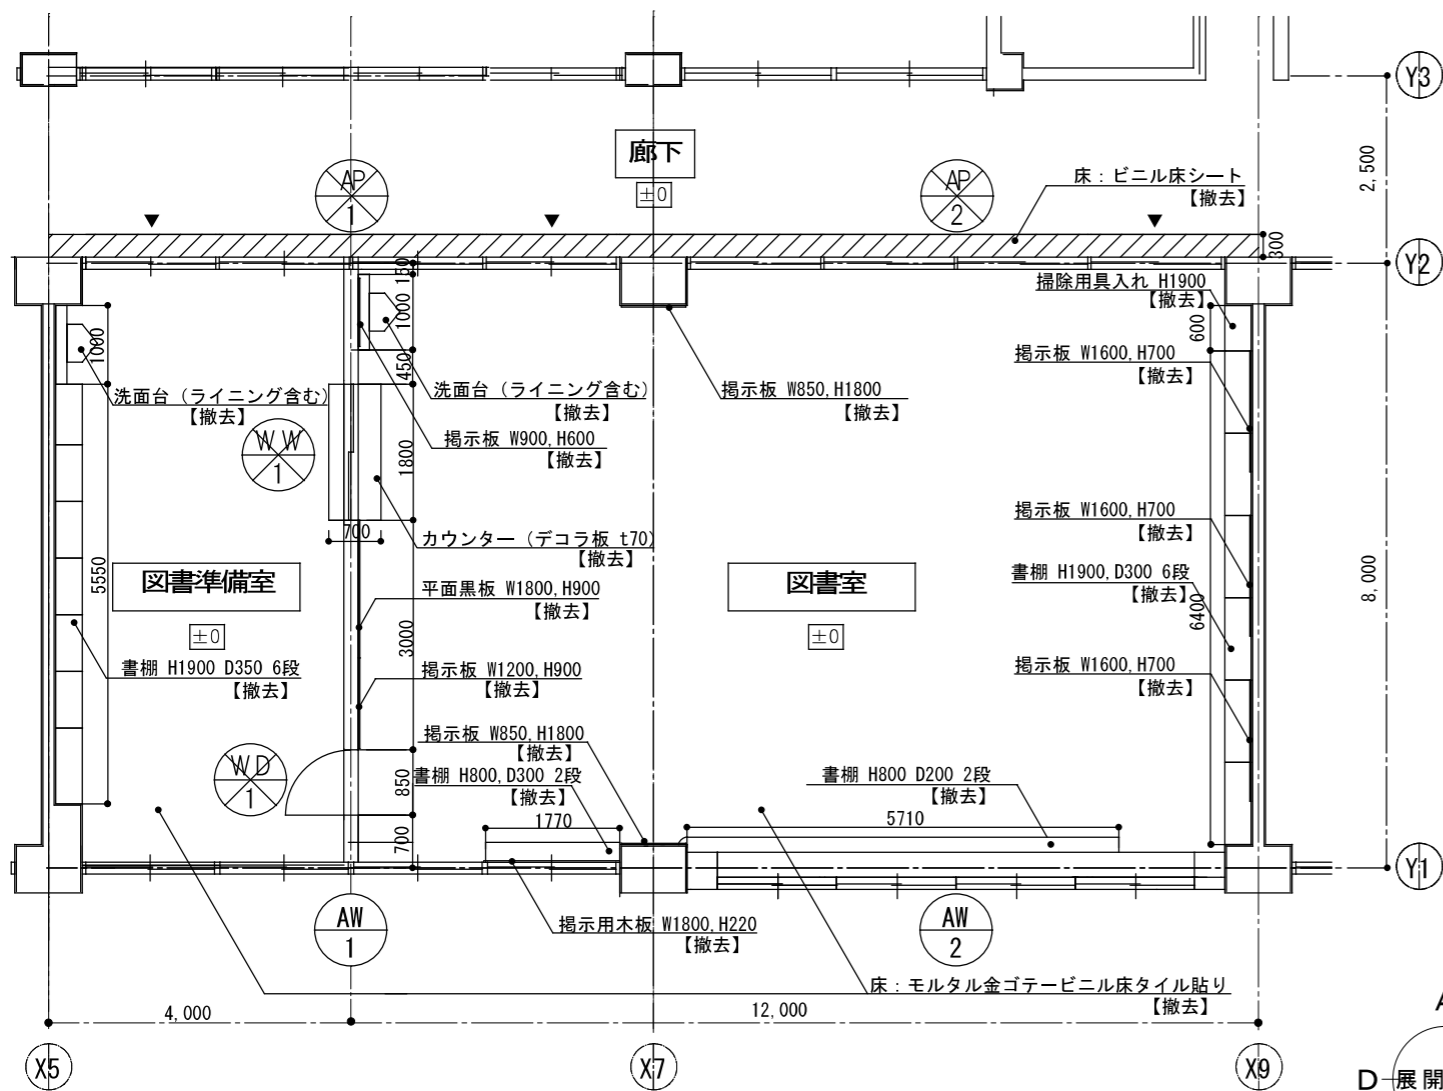 Y3
廊下
±0
AP
1
AP
2
床：ビニル床シート
【撤去】
2,500
300
Y2
150
1000
450
1800
700
3000
850
700
1000
5550
洗面台（ライニング含む）
【撤去】
洗面台（ライニング含む）
【撤去】
掲示板 W900,H600
【撤去】
掲示板 W850,H1800
【撤去】
掃除用具入れ H1900
【撤去】
600
掲示板 W1600,H700
【撤去】
WW
1
カウンター（デコラ板 t70）
【撤去】
掲示板 W1600,H700
【撤去】
図書準備室
±0
平面黒板 W1800,H900
【撤去】
図書室
±0
書棚 H1900,D300 6段
【撤去】
6400
8,000
書棚 H1900 D350 6段
【撤去】
掲示板 W1200,H900
【撤去】
掲示板 W1600,H700
【撤去】
WD
1
掲示板 W850,H1800
【撤去】
書棚 H800,D300 2段
【撤去】
1770
書棚 H800 D200 2段
【撤去】
5710
Y1
AW
1
掲示用木板 W1800,H220
【撤去】
AW
2
床：モルタル金ゴテービニル床タイル貼り
【撤去】
4,000
12,000
X5
X7
X9
A
D
展開